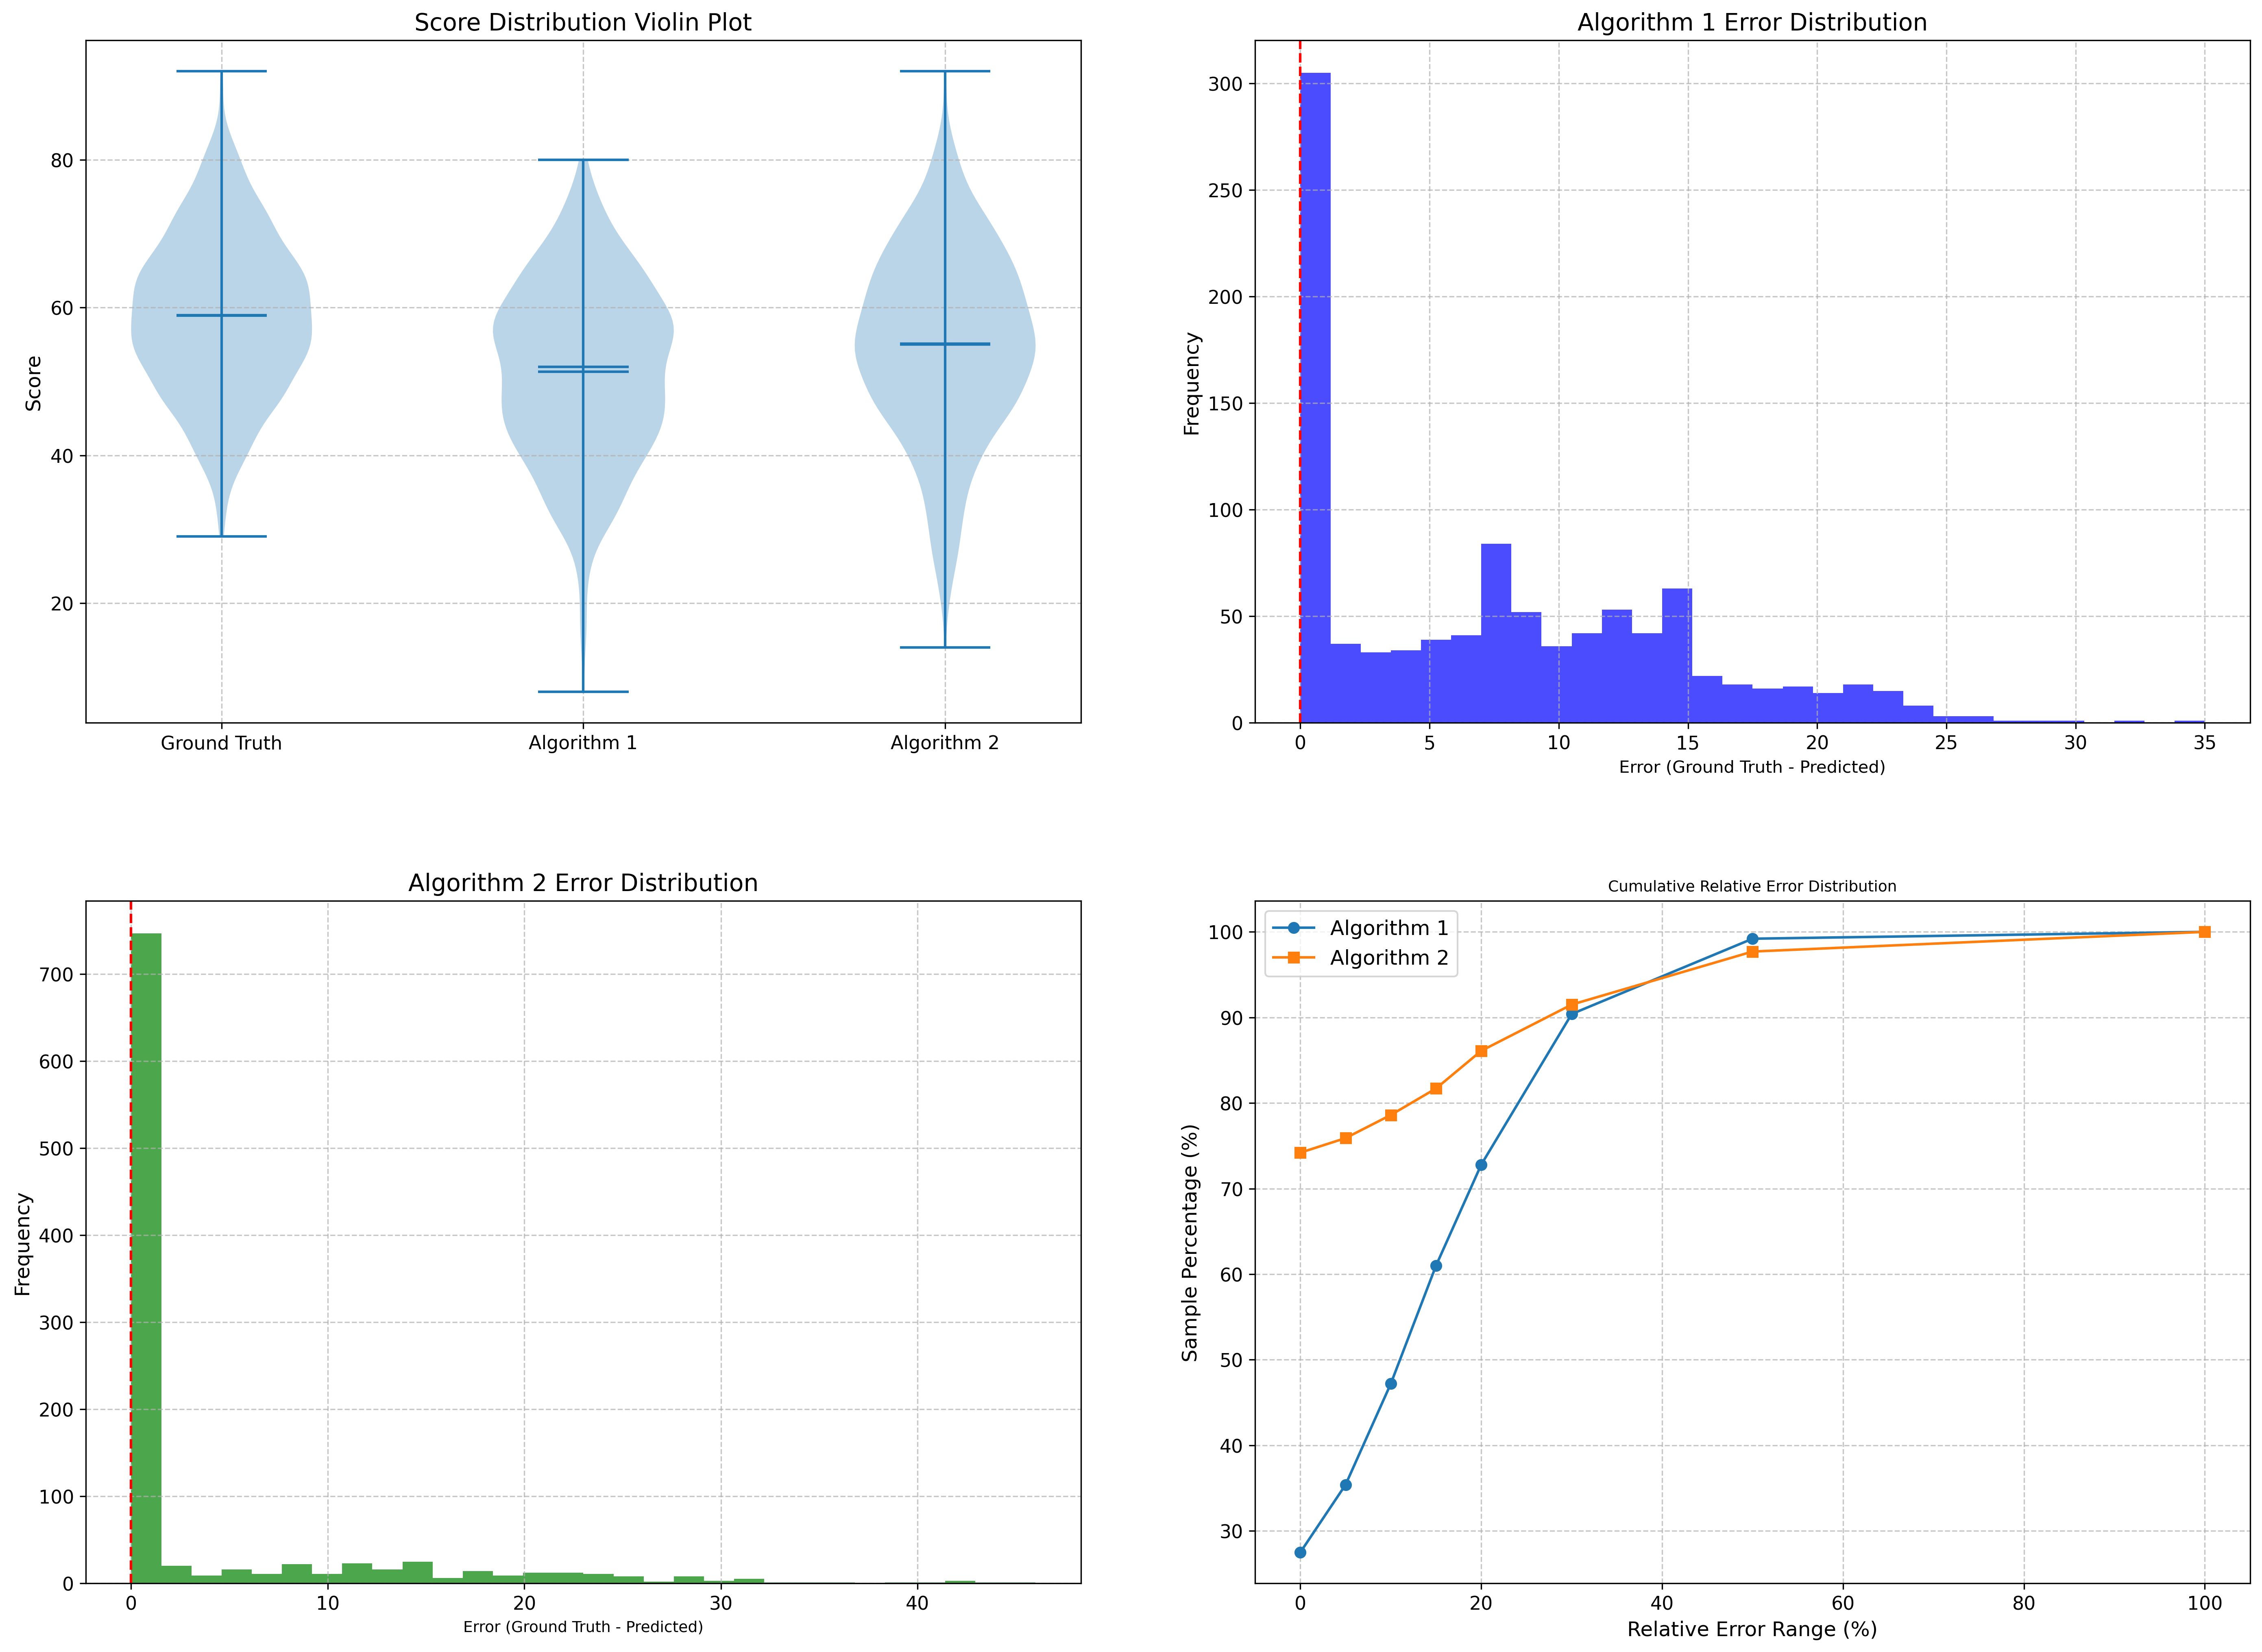 Score Distribution Violin Plot
Score
80
60
40
20
Ground Truth
Algorithm 1
Algorithm 2
Algorithm 1 Error Distribution
Frequency
300
250
200
150
100
50
0
0 5 10 15 20 25 30 35
Error (Ground Truth - Predicted)
Algorithm 2 Error Distribution
Frequency
700
600
500
400
300
200
100
0
0 10 20 30 40
Error (Ground Truth - Predicted)
Cumulative Relative Error Distribution
Algorithm 1
Algorithm 2
Sample Percentage (%)
100
90
80
70
60
50
40
30
0 20 40 60 80 100
Relative Error Range (%)